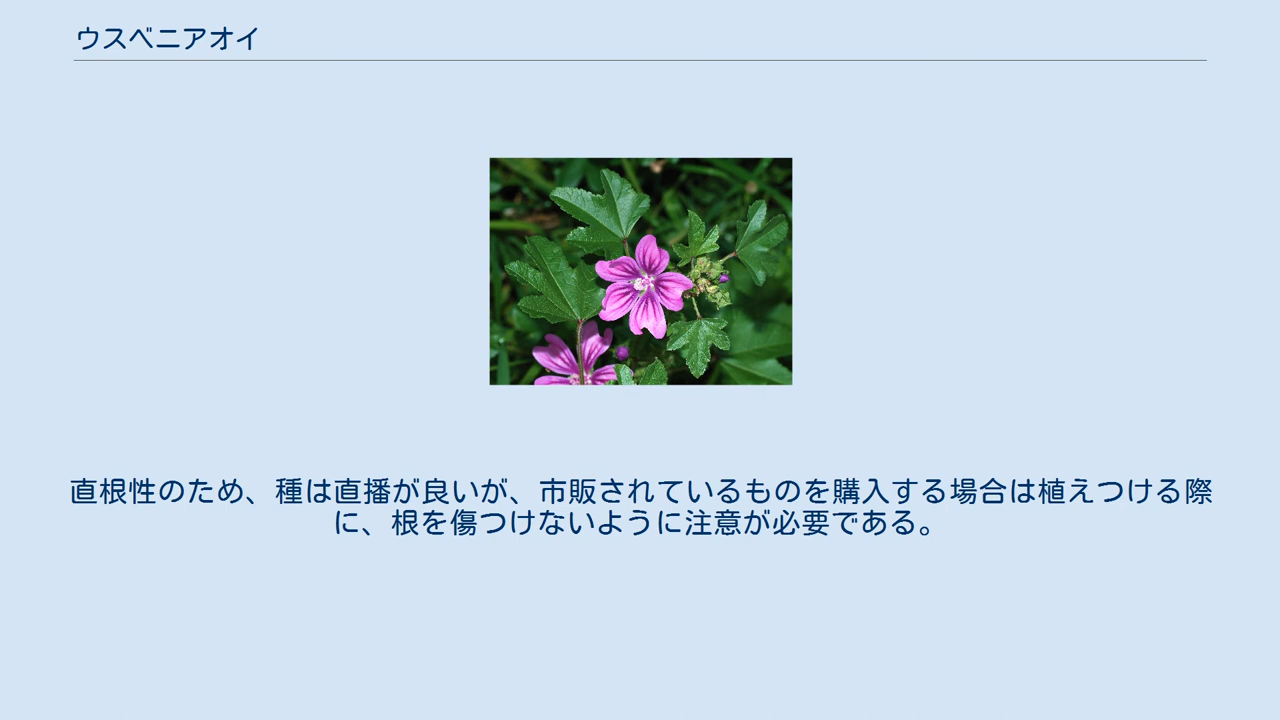 ウスベニアオイ
直根性のため、種は直播が良いが、市販されているものを購入する場合は植えつける際
に、根を傷つけないように注意が必要である。